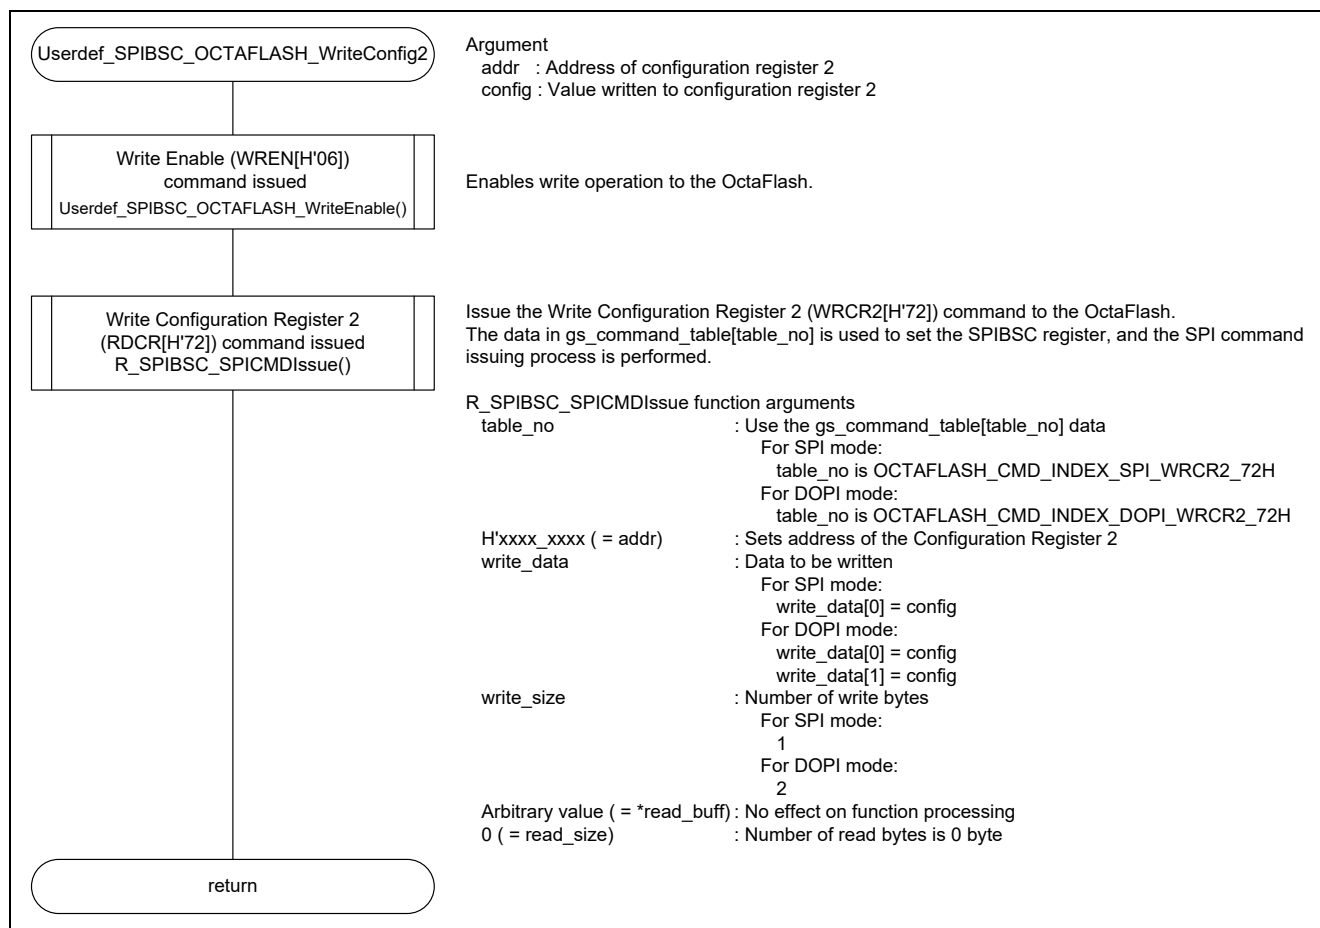 Userdef_SPIBSC_OCTAFLASH_WriteConfig2
Argument
addr : Address of configuration register 2
config : Value written to configuration register 2
Write Enable (WREN[H'06])
command issued
Userdef_SPIBSC_OCTAFLASH_WriteEnable()
Enables write operation to the OctaFlash.
Write Configuration Register 2
(RDCR[H'72]) command issued
R_SPIBSC_SPICMDIssue()
Issue the Write Configuration Register 2 (WRCR2[H'72]) command to the OctaFlash.
The data in gs_command_table[table_no] is used to set the SPIBSC register, and the SPI command
issuing process is performed.
R_SPIBSC_SPICMDIssue function arguments
table_no : Use the gs_command_table[table_no] data
For SPI mode:
table_no is OCTAFLASH_CMD_INDEX_SPI_WRCR2_72H
For DOPI mode:
table_no is OCTAFLASH_CMD_INDEX_DOPI_WRCR2_72H
H'xxxx_xxxx ( = addr) : Sets address of the Configuration Register 2
write_data : Data to be written
For SPI mode:
write_data[0] = config
For DOPI mode:
write_data[0] = config
write_data[1] = config
write_size : Number of write bytes
For SPI mode:
1
For DOPI mode:
2
Arbitrary value ( = *read_buff) : No effect on function processing
0 ( = read_size) : Number of read bytes is 0 byte
return